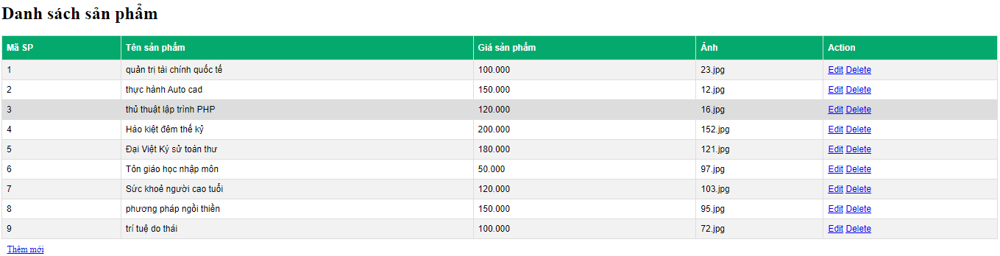 Danh sách sản phẩm
Mã SP Tên sản phẩm Giá sản phẩm Ảnh Action
1 quản trị tài chính quốc tế 100.000 23.jpg Edit Delete
2 thực hành Auto cad 150.000 12.jpg Edit Delete
3 thủ thuật lập trình PHP 120.000 16.jpg Edit Delete
4 Hào kiệt đêm thế kỷ 200.000 152.jpg Edit Delete
5 Đại Việt Ký sử toàn thư 180.000 121.jpg Edit Delete
6 Tôn giáo học nhập môn 50.000 97.jpg Edit Delete
7 Sức khoẻ người cao tuổi 120.000 103.jpg Edit Delete
8 phương pháp ngồi thiền 150.000 95.jpg Edit Delete
9 trí tuệ do thái 100.000 72.jpg Edit Delete
Thêm mới